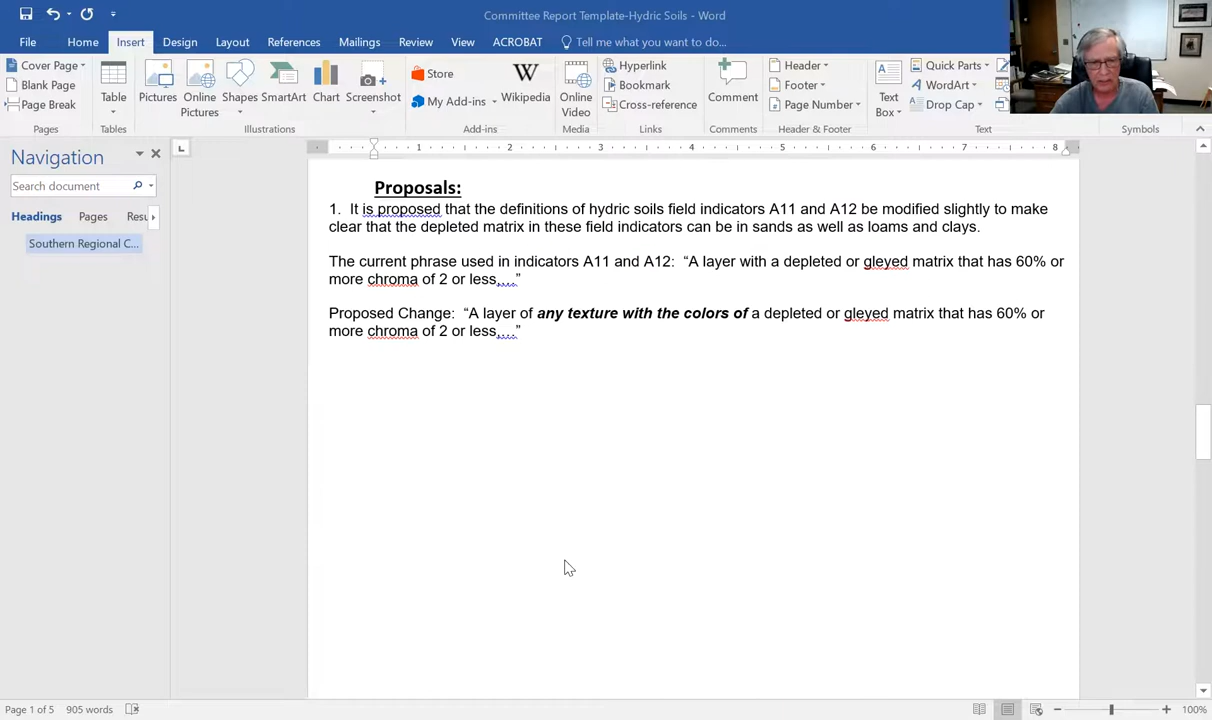 Committee Report Template-Hydric Soils - Word
File Home Insert Design Layout References Mailings Review View ACROBAT Tell me what you want to do...
Cover Page
Blank Page
Page Break
Pages
Table
Tables
Pictures
Online Pictures
Shapes
SmartArt
Chart
Screenshot
Illustrations
Store
My Add-ins
Wikipedia
Add-ins
Online Video
Media
Hyperlink
Bookmark
Cross-reference
Links
Comment
Comments
Header
Footer
Page Number
Header & Footer
Text Box
Quick Parts
WordArt
Drop Cap
Text
Symbols
Navigation
Search document
Headings Pages Resu
Southern Regional C...
1 2 3 4 5 6 7 8
Proposals:
1. It is proposed that the definitions of hydric soils field indicators A11 and A12 be modified slightly to make
clear that the depleted matrix in these field indicators can be in sands as well as loams and clays.
The current phrase used in indicators A11 and A12: “A layer with a depleted or gleyed matrix that has 60% or
more chroma of 2 or less,…”
Proposed Change: “A layer of any texture with the colors of a depleted or gleyed matrix that has 60% or
more chroma of 2 or less,…”
Page 1 of 5 905 words 100%